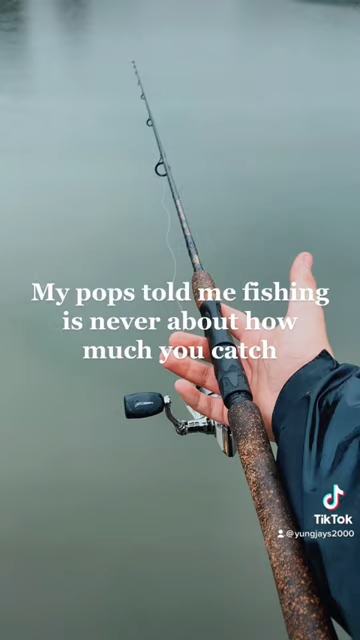 My pops told me fishing
is never about how
much you catch
TikTok
@yungjays2000